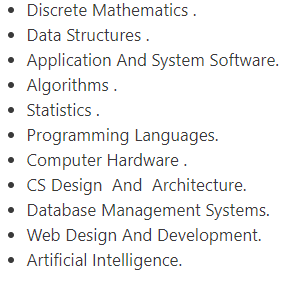 Discrete Mathematics .
Data Structures .
Application And System Software.
Algorithms .
Statistics .
Programming Languages.
Computer Hardware .
CS Design  And  Architecture.
Database Management Systems.
Web Design And Development.
Artificial Intelligence.